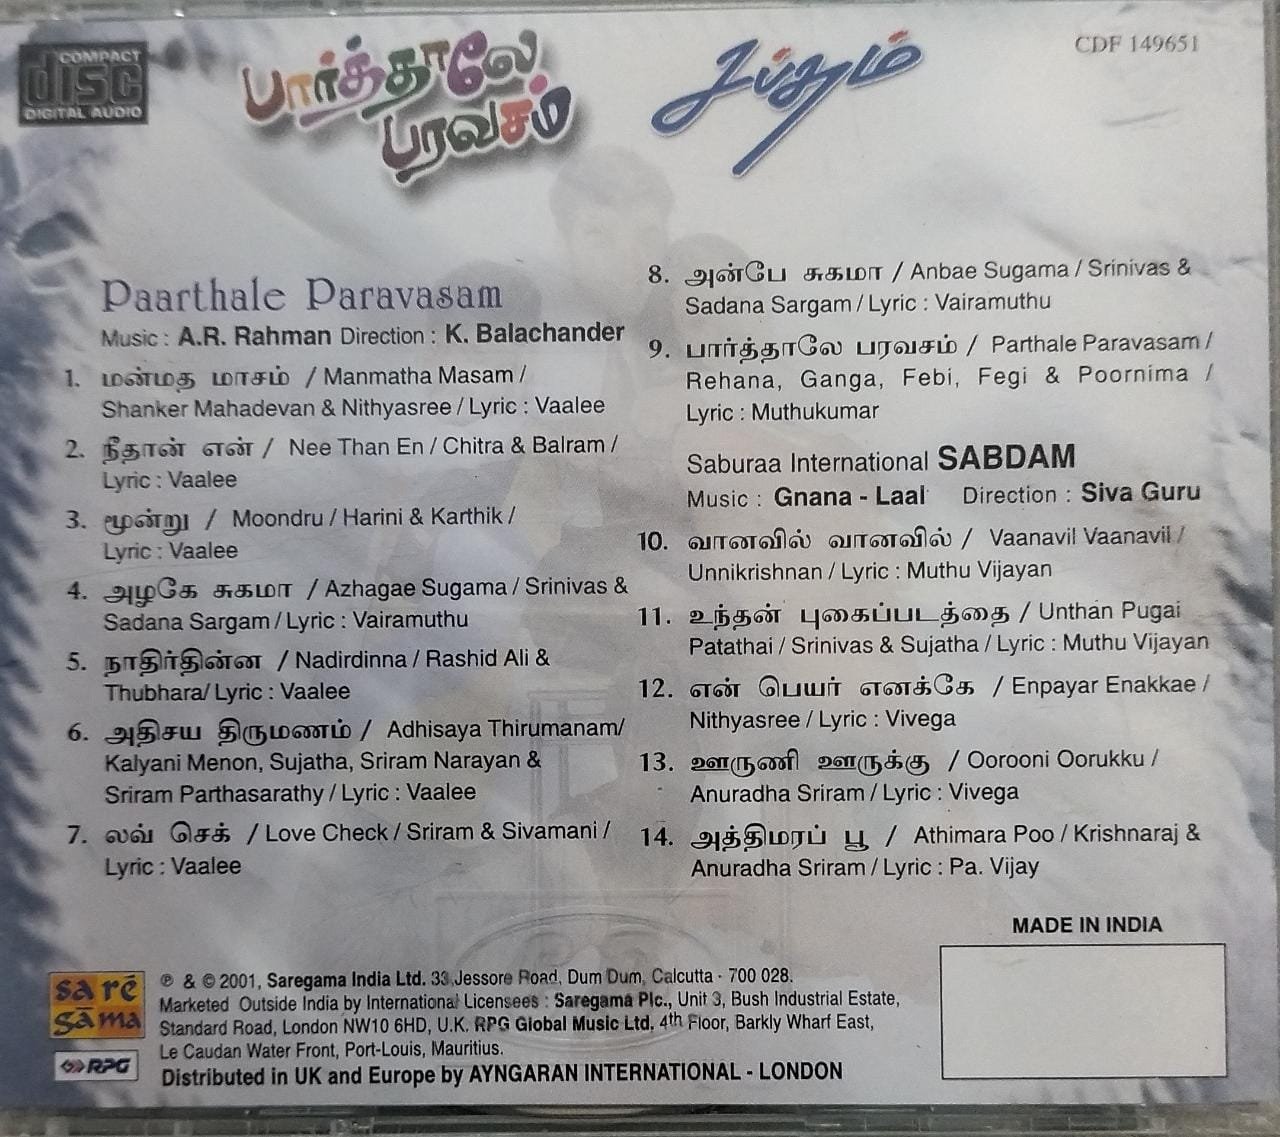 COMPACT
disc
DIGITAL AUDIO
பார்த்தாலே
பரவசம்
சப்தம்
CDF 149651
Paarthale Paravasam
Music : A.R. Rahman Direction : K. Balachander
1. மன்மத மாசம் / Manmatha Masam /
Shanker Mahadevan & Nithyasree / Lyric : Vaalee
2. நீதான் என் / Nee Than En / Chitra & Balram /
Lyric : Vaalee
3. மூன்று / Moondru / Harini & Karthik /
Lyric : Vaalee
4. அழகே சுகமா / Azhagae Sugama / Srinivas &
Sadana Sargam / Lyric : Vairamuthu
5. நாதிர்தின்ன / Nadirdinna / Rashid Ali &
Thubhara/ Lyric : Vaalee
6. அதிசய திருமணம் / Adhisaya Thirumanam/
Kalyani Menon, Sujatha, Sriram Narayan &
Sriram Parthasarathy / Lyric : Vaalee
7. லவ் செக் / Love Check / Sriram & Sivamani /
Lyric : Vaalee
8. அன்பே சுகமா / Anbae Sugama / Srinivas &
Sadana Sargam / Lyric : Vairamuthu
9. பார்த்தாலே பரவசம் / Parthale Paravasam /
Rehana, Ganga, Febi, Fegi & Poornima /
Lyric : Muthukumar
Saburaa International SABDAM
Music : Gnana - Laal Direction : Siva Guru
10. வானவில் வானவில் / Vaanavil Vaanavil /
Unnikrishnan / Lyric : Muthu Vijayan
11. உந்தன் புகைப்படத்தை / Unthan Pugai
Patathai / Srinivas & Sujatha / Lyric : Muthu Vijayan
12. என் பெயர் எனக்கே / Enpayar Enakkae /
Nithyasree / Lyric : Vivega
13. ஊருணி ஊருக்கு / Oorooni Oorukku /
Anuradha Sriram / Lyric : Vivega
14. அத்திமரப் பூ / Athimara Poo / Krishnaraj &
Anuradha Sriram / Lyric : Pa. Vijay
MADE IN INDIA
sa rē
gāma
RPG
℗ & © 2001, Saregama India Ltd. 33,Jessore Road, Dum Dum, Calcutta - 700 028.
Marketed Outside India by International Licensees : Saregama Plc., Unit 3, Bush Industrial Estate,
Standard Road, London NW10 6HD, U.K. RPG Global Music Ltd. 4th Floor, Barkly Wharf East,
Le Caudan Water Front, Port-Louis, Mauritius.
Distributed in UK and Europe by AYNGARAN INTERNATIONAL - LONDON